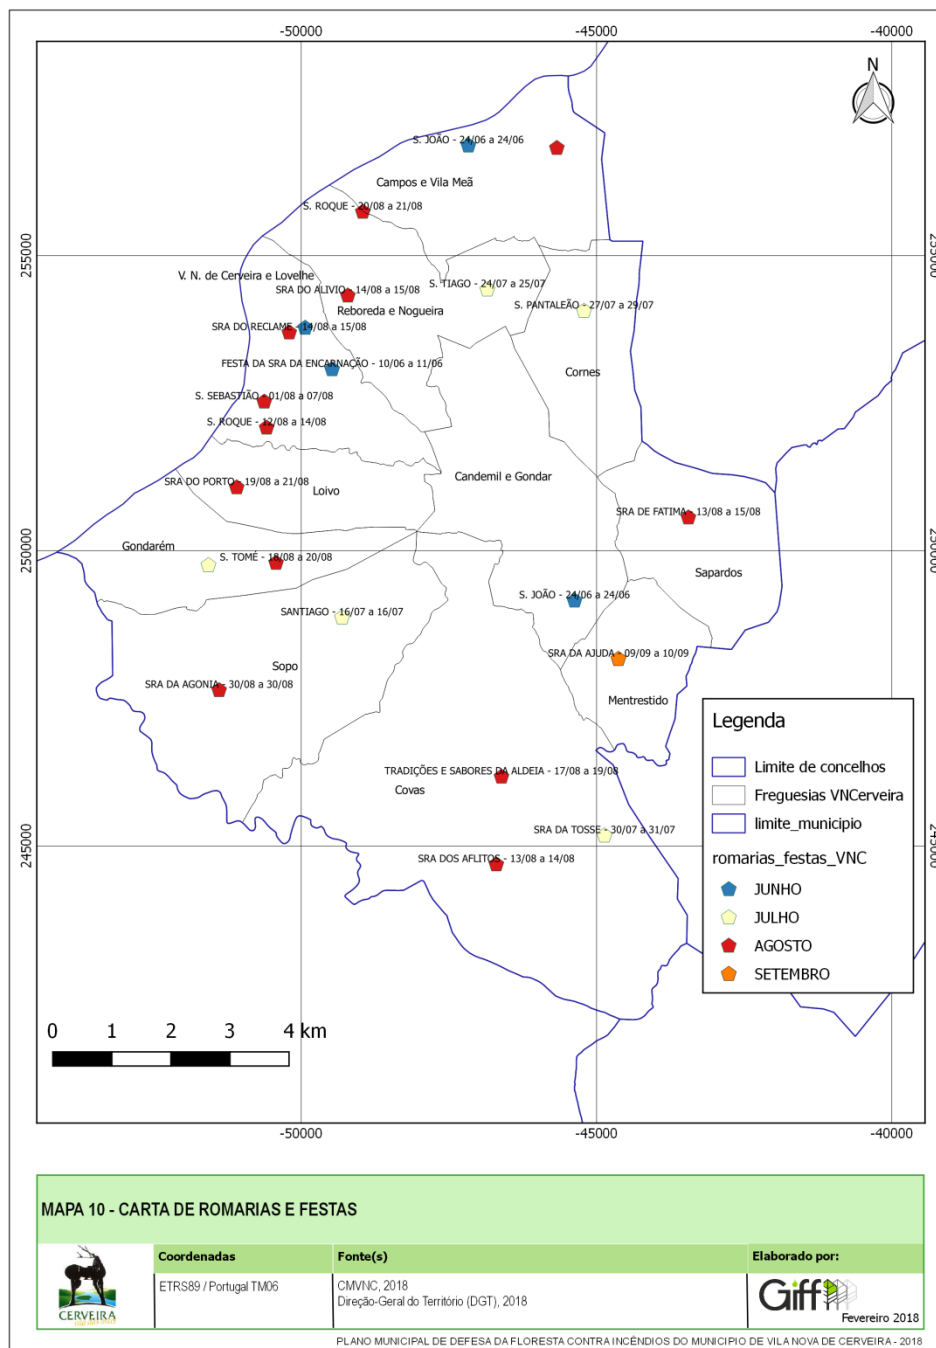 -50000
-45000
-40000
N
S. JOÃO - 24/06 a 24/06
Campos e Vila Meã
S. ROQUE - 20/08 a 21/08
255000
255000
V. N. de Cerveira e Lovelhe
S. TIAGO - 24/07 a 25/07
SRA DO ALIVIO - 14/08 a 15/08
S. PANTALEÃO - 27/07 a 29/07
Reboreda e Nogueira
SRA DO RECLAME - 14/08 a 15/08
FESTA DA SRA DA ENCARNAÇÃO - 10/06 a 11/06
Cornes
S. SEBASTIÃO - 01/08 a 07/08
S. ROQUE - 12/08 a 14/08
Candemil e Gondar
SRA DO PORTO - 19/08 a 21/08
Loivo
SRA DE FATIMA - 13/08 a 15/08
Gondarém
250000
250000
S. TOMÉ - 18/08 a 20/08
Sapardos
S. JOÃO - 24/06 a 24/06
SANTIAGO - 16/07 a 16/07
SRA DA AJUDA - 09/09 a 10/09
Sopo
SRA DA AGONIA - 30/08 a 30/08
Mentrestido
TRADIÇÕES E SABORES DA ALDEIA - 17/08 a 19/08
Covas
SRA DA TOSSE - 30/07 a 31/07
245000
245000
SRA DOS AFLITOS - 13/08 a 14/08
Legenda
Limite de concelhos
Freguesias VNCerveira
limite_municipio
romarias_festas_VNC
JUNHO
JULHO
AGOSTO
SETEMBRO
0 1 2 3 4 km
-50000
-45000
-40000
MAPA 10 - CARTA DE ROMARIAS E FESTAS
Coordenadas
Fonte(s)
Elaborado por:
ETRS89 / Portugal TM06
CMVNC, 2018
Direção-Geral do Território (DGT), 2018
CERVEIRA
Giff
Fevereiro 2018
PLANO MUNICIPAL DE DEFESA DA FLORESTA CONTRA INCÊNDIOS DO MUNICIPIO DE VILA NOVA DE CERVEIRA - 2018